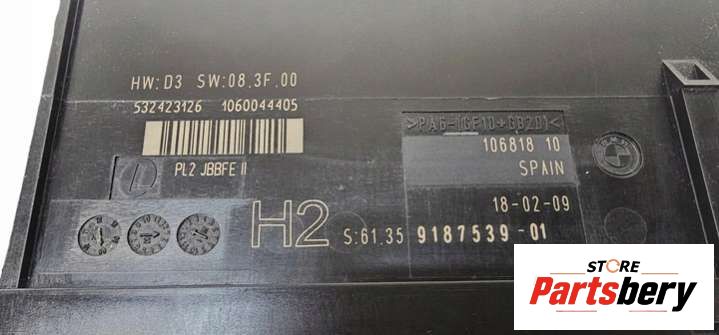 HW:D3 SW:08.3F.00
532423126 1060044405
PL2 JBBFE II
>PA6-(GF10+GB20)<
106818 10
SPAIN
18-02-09
H2 S:61.35 9187539-01
STORE
Partsbery